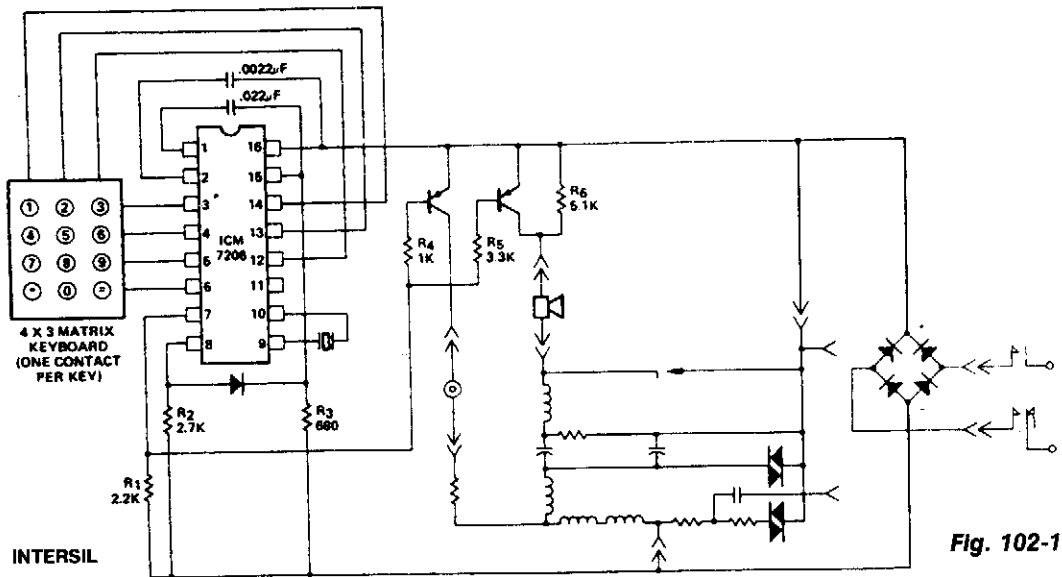 .0022µF
.022µF
1 16
2 15
3 14
4 13
5 12
6 11
7 10
8 9
ICM
7206
1 2 3
4 5 6
7 8 9
* 0 =
4 X 3 MATRIX
KEYBOARD
(ONE CONTACT
PER KEY)
R4
1K
R5
3.3K
R6
5.1K
R2
2.7K
R3
680
R1
2.2K
INTERSIL
Fig. 102-1